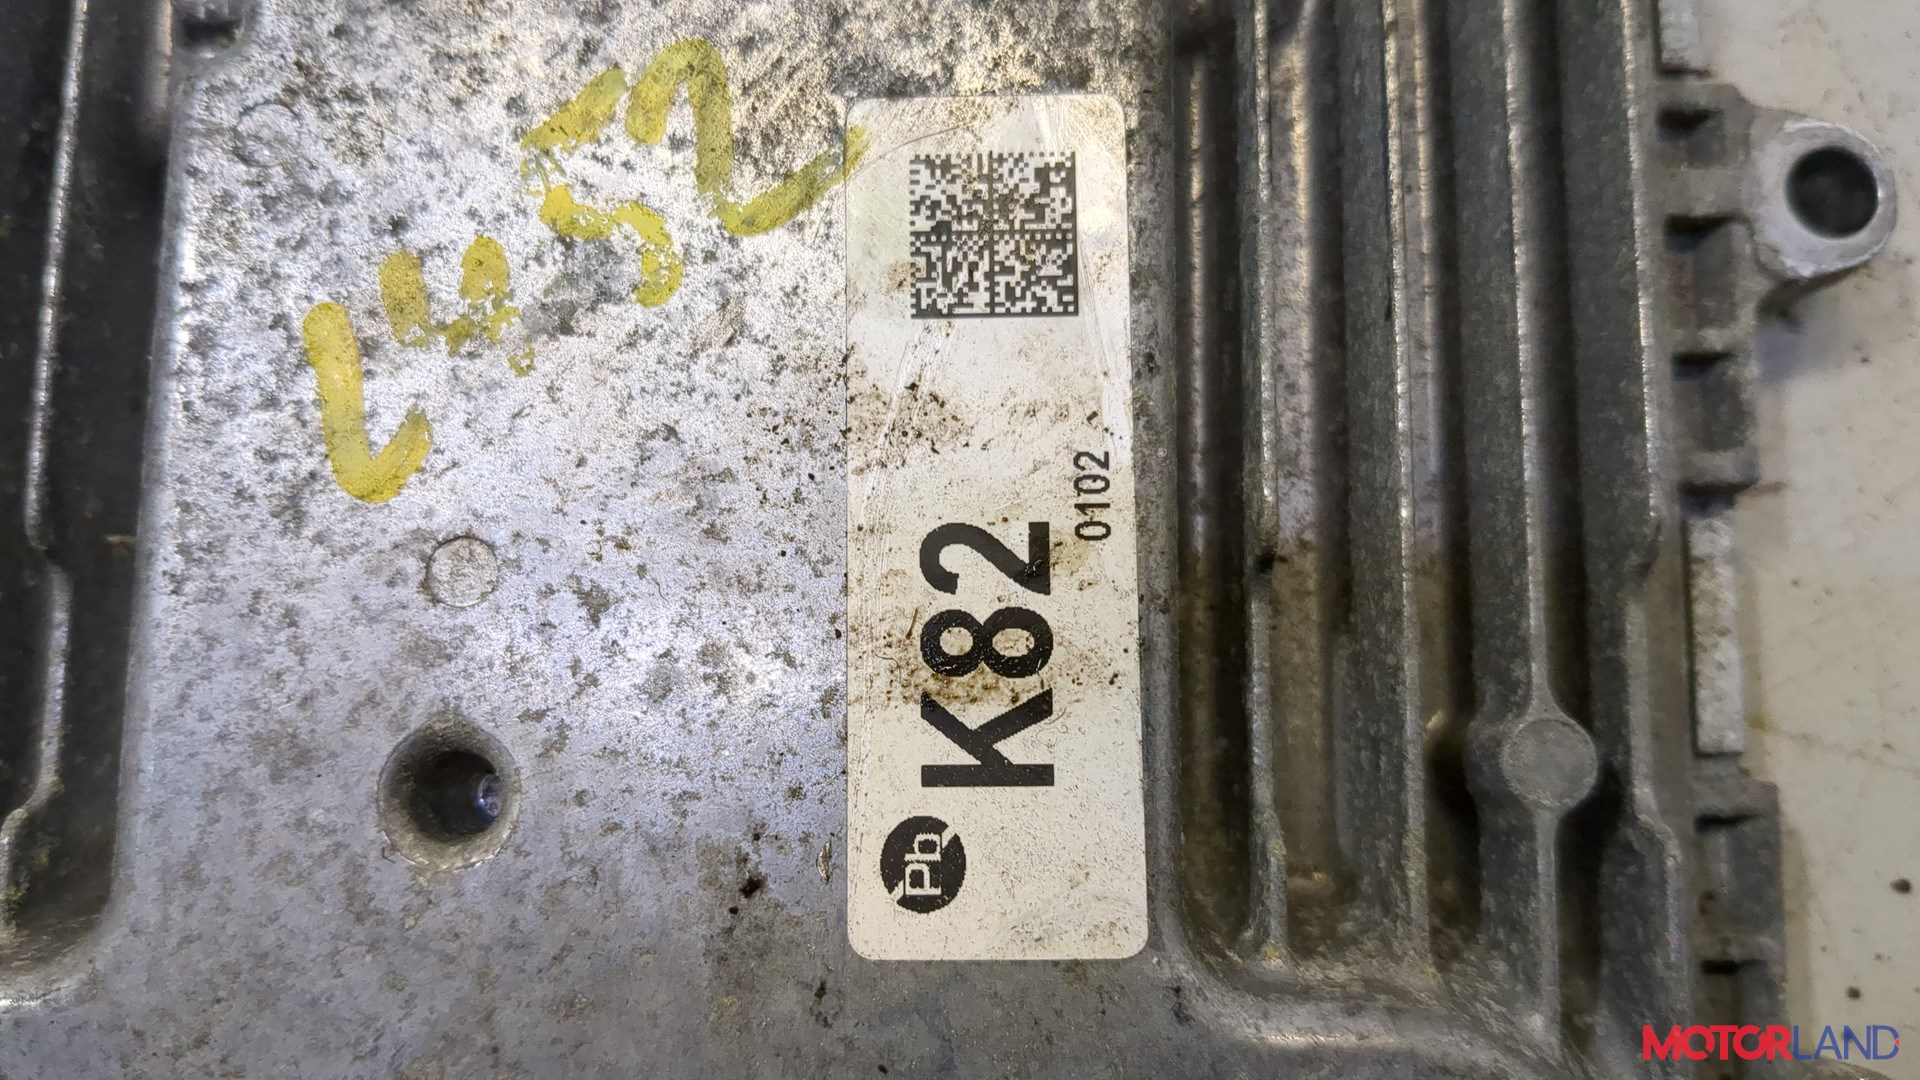 K82
0102
Pb
MOTORLAND